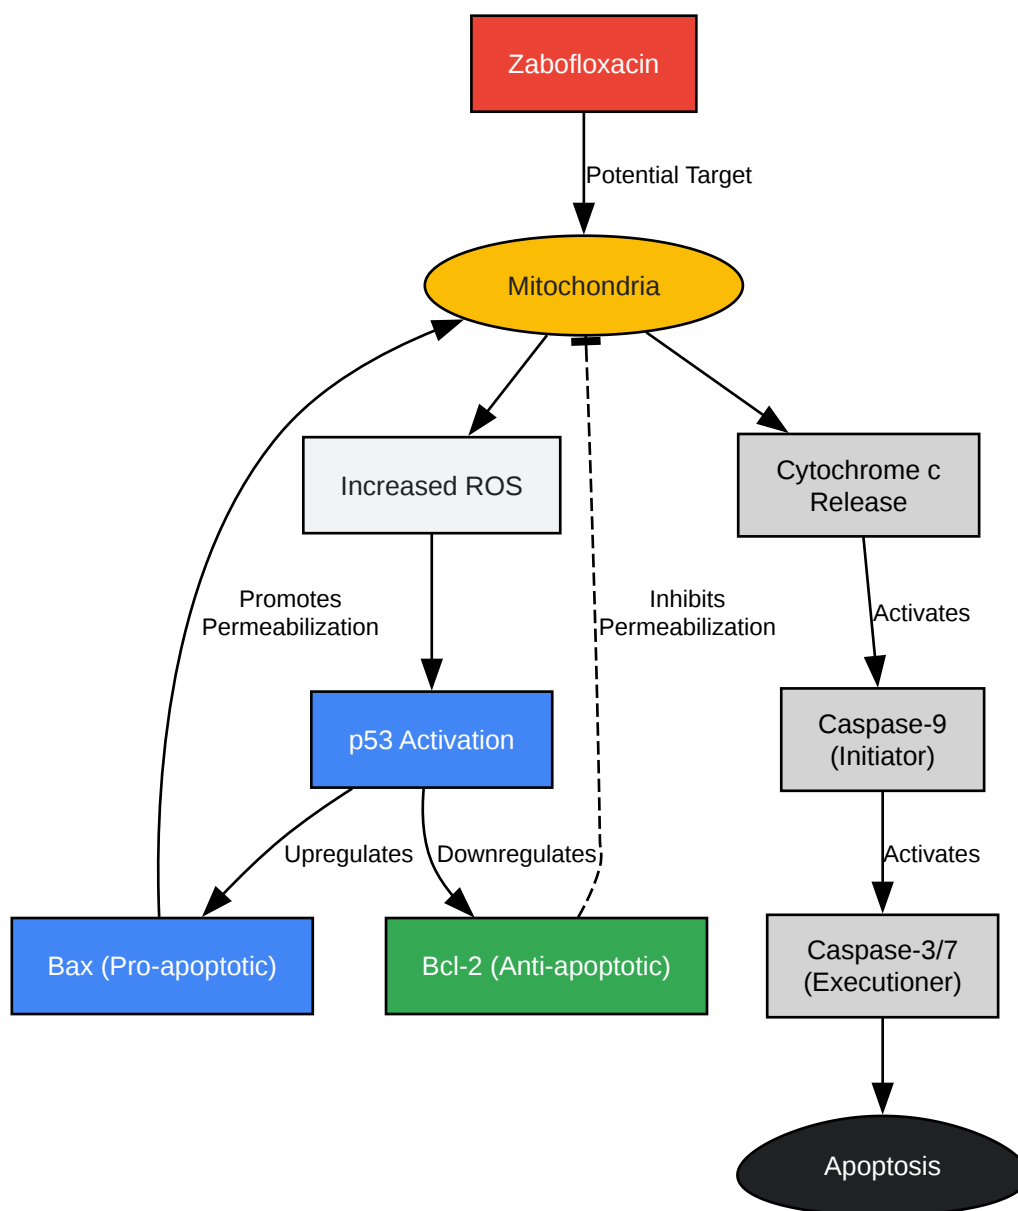 Zabofloxacin
Potential Target
Mitochondria
Increased ROS
Cytochrome c
Release
Promotes
Permeabilization
Inhibits
Permeabilization
Activates
p53 Activation
Caspase-9
(Initiator)
Upregulates
Downregulates
Activates
Bax (Pro-apoptotic)
Bcl-2 (Anti-apoptotic)
Caspase-3/7
(Executioner)
Apoptosis